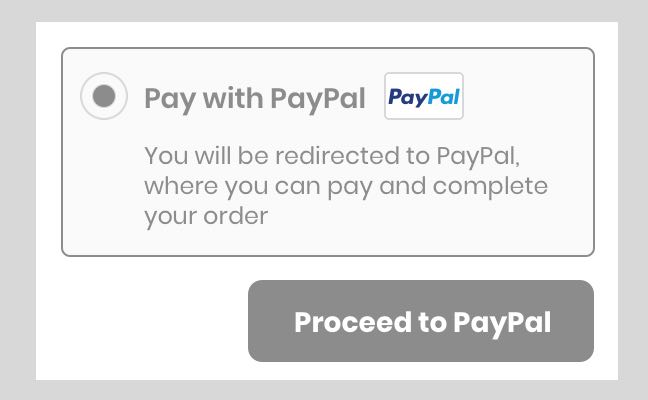 Pay with PayPal PayPal
You will be redirected to PayPal,
where you can pay and complete
your order
Proceed to PayPal